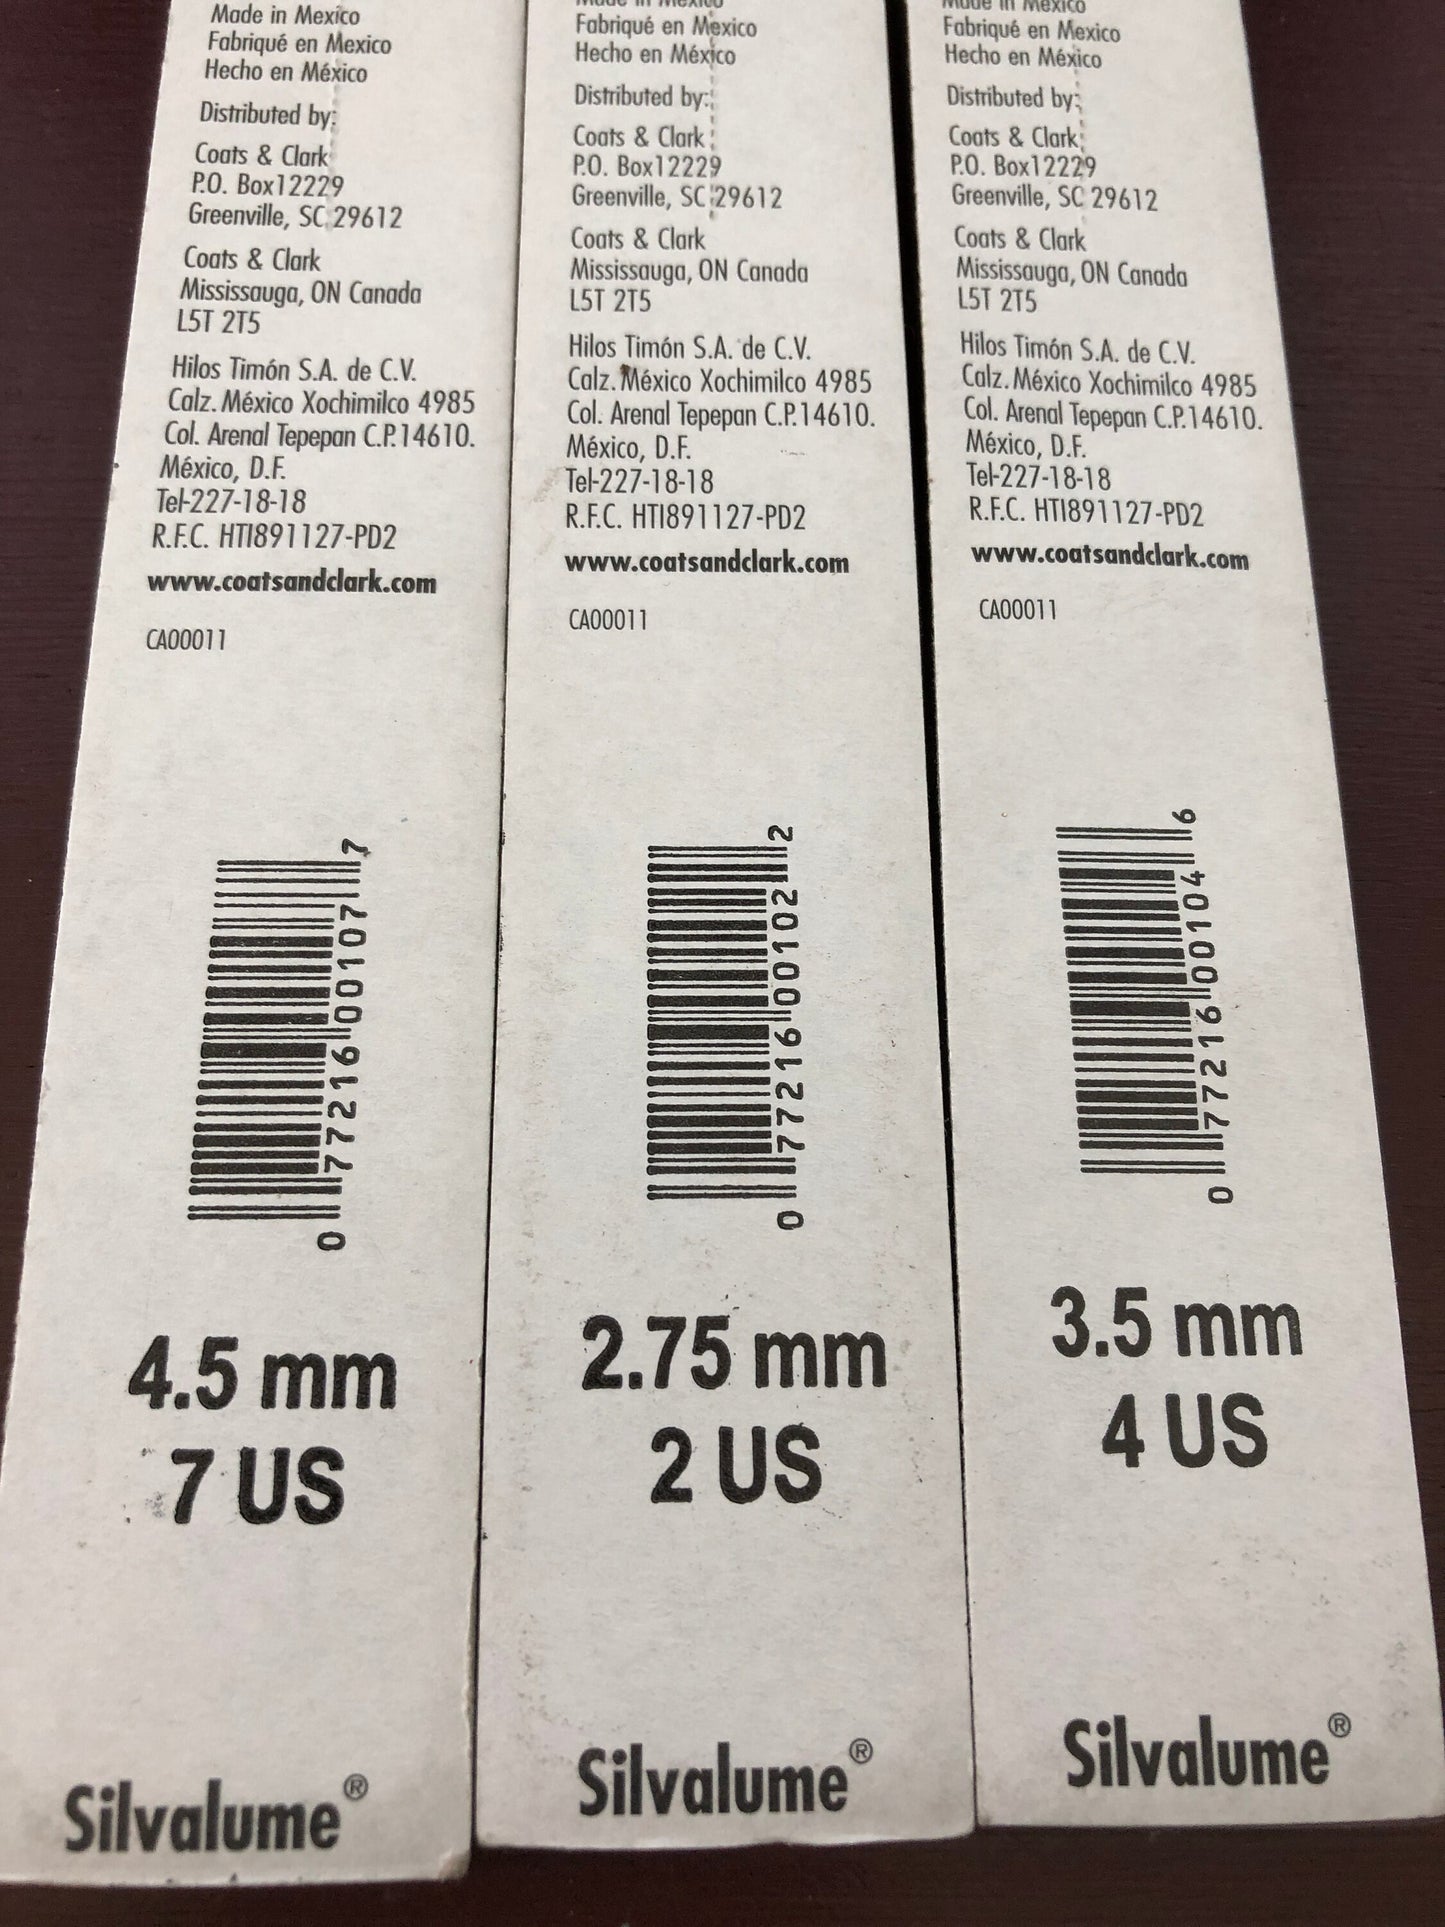 Made in Mexico
Fabriqué en Mexico
Hecho en México
Distributed by:
Coats & Clark
P.O. Box12229
Greenville, SC 29612
Coats & Clark
Mississauga, ON Canada
L5T 2T5
Hilos Timón S.A. de C.V.
Calz. México Xochimilco 4985
Col. Arenal Tepepan C.P.14610.
México, D.F.
Tel-227-18-18
R.F.C. HTI891127-PD2
www.coatsandclark.com
CA00011
0 77216 00107 7
4.5 mm
7 US
Silvalume®
Made in Mexico
Fabriqué en Mexico
Hecho en México
Distributed by:
Coats & Clark
P.O. Box12229
Greenville, SC 29612
Coats & Clark
Mississauga, ON Canada
L5T 2T5
Hilos Timón S.A. de C.V.
Calz. México Xochimilco 4985
Col. Arenal Tepepan C.P.14610.
México, D.F.
Tel-227-18-18
R.F.C. HTI891127-PD2
www.coatsandclark.com
CA00011
0 77216 00102 2
2.75 mm
2 US
Silvalume®
Made in Mexico
Fabriqué en Mexico
Hecho en México
Distributed by:
Coats & Clark
P.O. Box12229
Greenville, SC 29612
Coats & Clark
Mississauga, ON Canada
L5T 2T5
Hilos Timón S.A. de C.V.
Calz. México Xochimilco 4985
Col. Arenal Tepepan C.P.14610.
México, D.F.
Tel-227-18-18
R.F.C. HTI891127-PD2
www.coatsandclark.com
CA00011
0 77216 00104 6
3.5 mm
4 US
Silvalume®